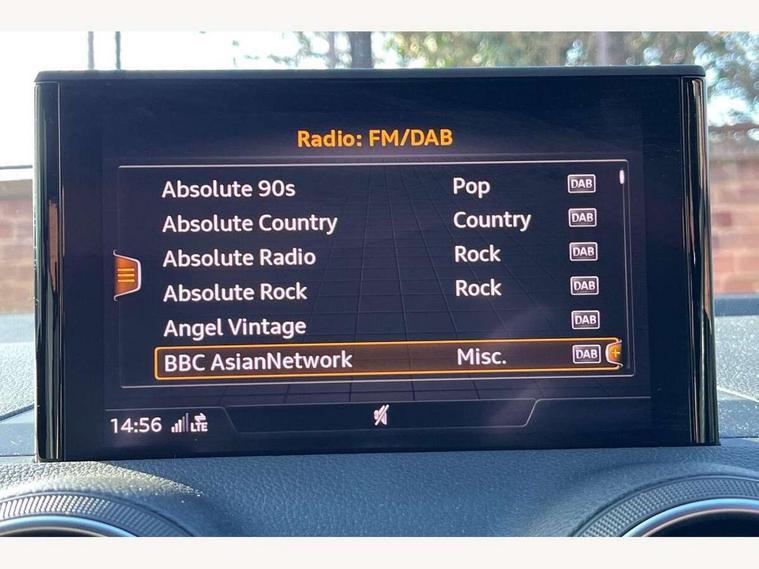 Radio: FM/DAB
Absolute 90s Pop DAB
Absolute Country Country DAB
Absolute Radio Rock DAB
Absolute Rock Rock DAB
Angel Vintage DAB
BBC AsianNetwork Misc. DAB
14:56 LTE